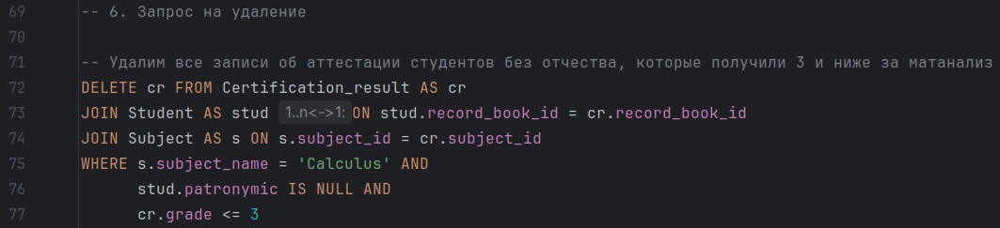 69 -- 6. Запрос на удаление
70
71 -- Удалим все записи об аттестации студентов без отчества, которые получили 3 и ниже за матанализ
72 DELETE cr FROM Certification_result AS cr
73 JOIN Student AS stud 1..n<->1: ON stud.record_book_id = cr.record_book_id
74 JOIN Subject AS s ON s.subject_id = cr.subject_id
75 WHERE s.subject_name = 'Calculus' AND
76 stud.patronymic IS NULL AND
77 cr.grade <= 3